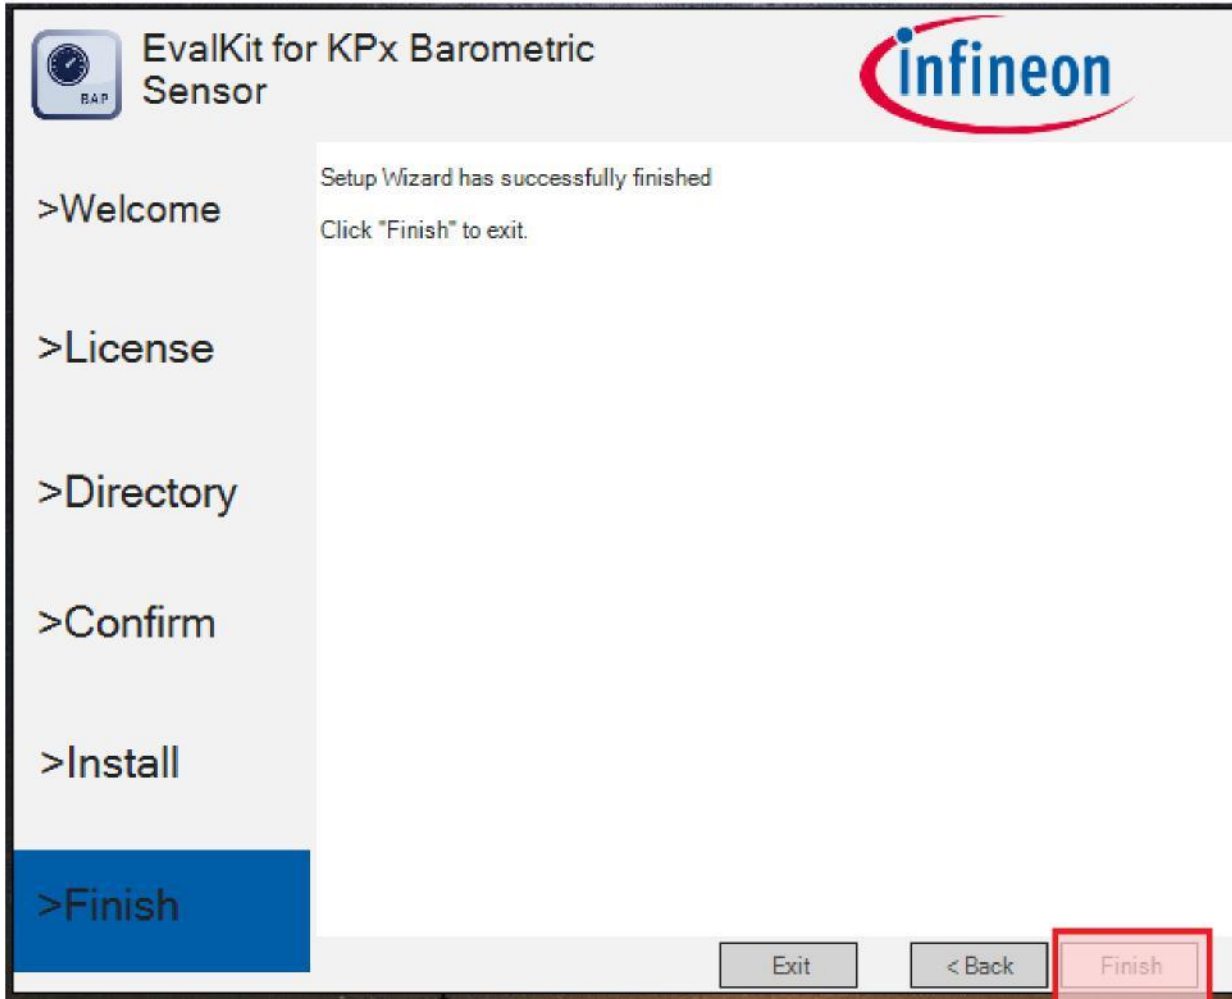 EvalKit for KPx Barometric
Sensor
BAP
infineon
>Welcome
Setup Wizard has successfully finished
Click "Finish" to exit.
>License
>Directory
>Confirm
>Install
>Finish
Exit
< Back
Finish